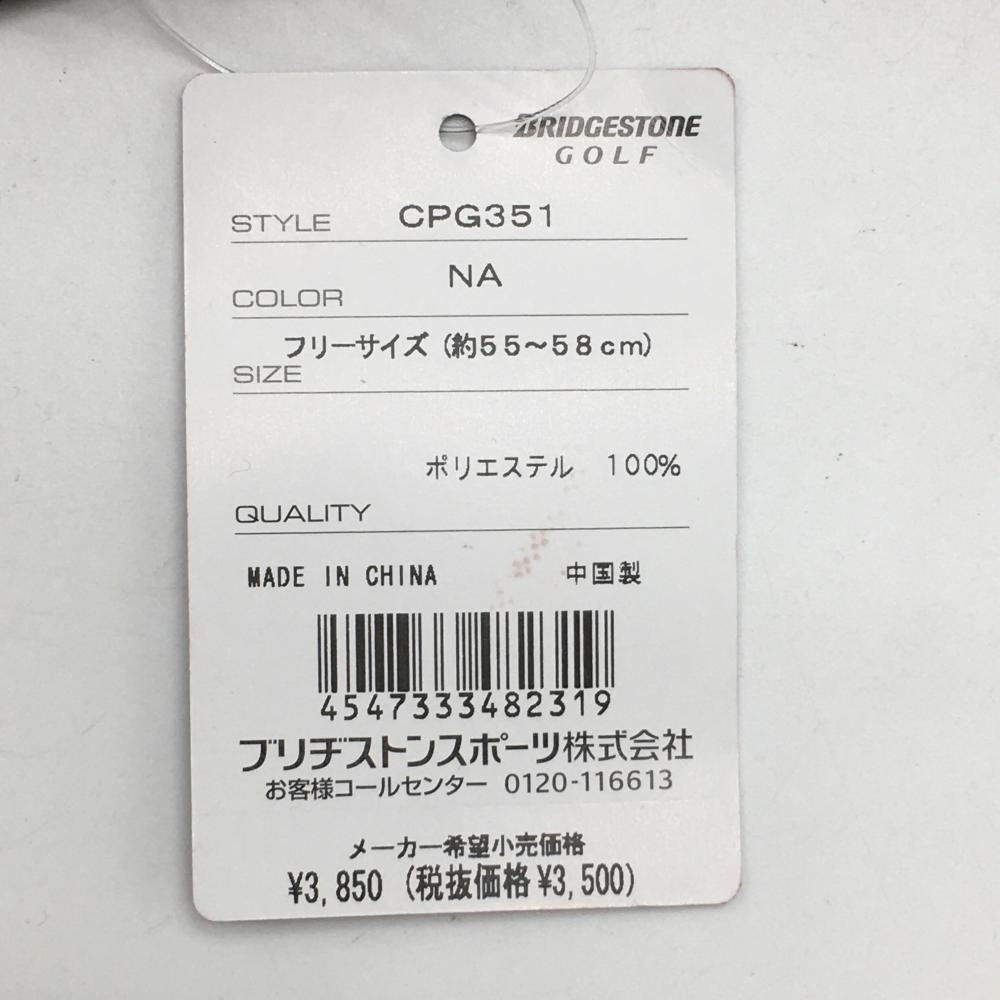 BRIDGESTONE
GOLF
STYLE CPG351
NA
COLOR
フリーサイズ (約55~58cm)
SIZE
ポリエステル 100%
QUALITY
MADE IN CHINA 中国製
4547333482319
ブリヂストンスポーツ株式会社
お客様コールセンター 0120-116613
メーカー希望小売価格
¥3,850 (税抜価格¥3,500)